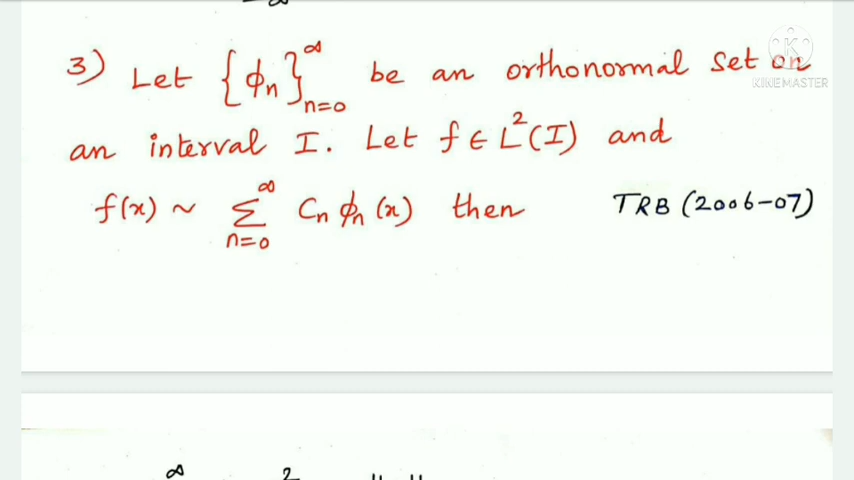 3) Let {ϕn}∞n=0 be an orthonormal set on
KINEMASTER
an interval I. Let f ∈ L²(I) and
f(x) ~ ∞Σn=0 Cn ϕn(x) then TRB (2006-07)
∞ 2